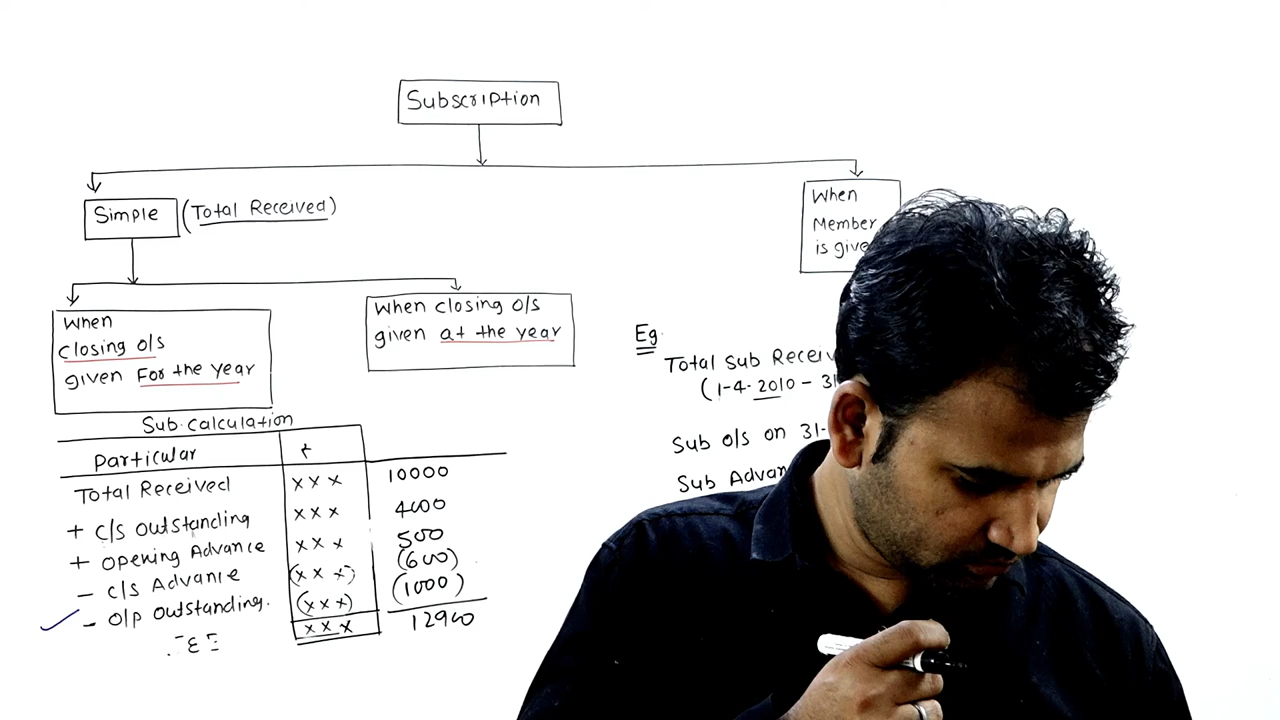 Subscription
Simple (Total Received)
When
Member
is give
When
closing o/s
given For the year
When closing o/s
given at the year
Eg.
Total Sub Receiv
(1-4-2010 - 31
Sub o/s on 31-
Sub Advan
Sub. calculation
Particular +
Total Received xxx 10000
+ c/s Outstanding xxx 4000
+ Opening Advance xxx 500
- c/s Advance (xxx) (600)
- O/P Outstanding. (xxx) (1000)
xxx 12900